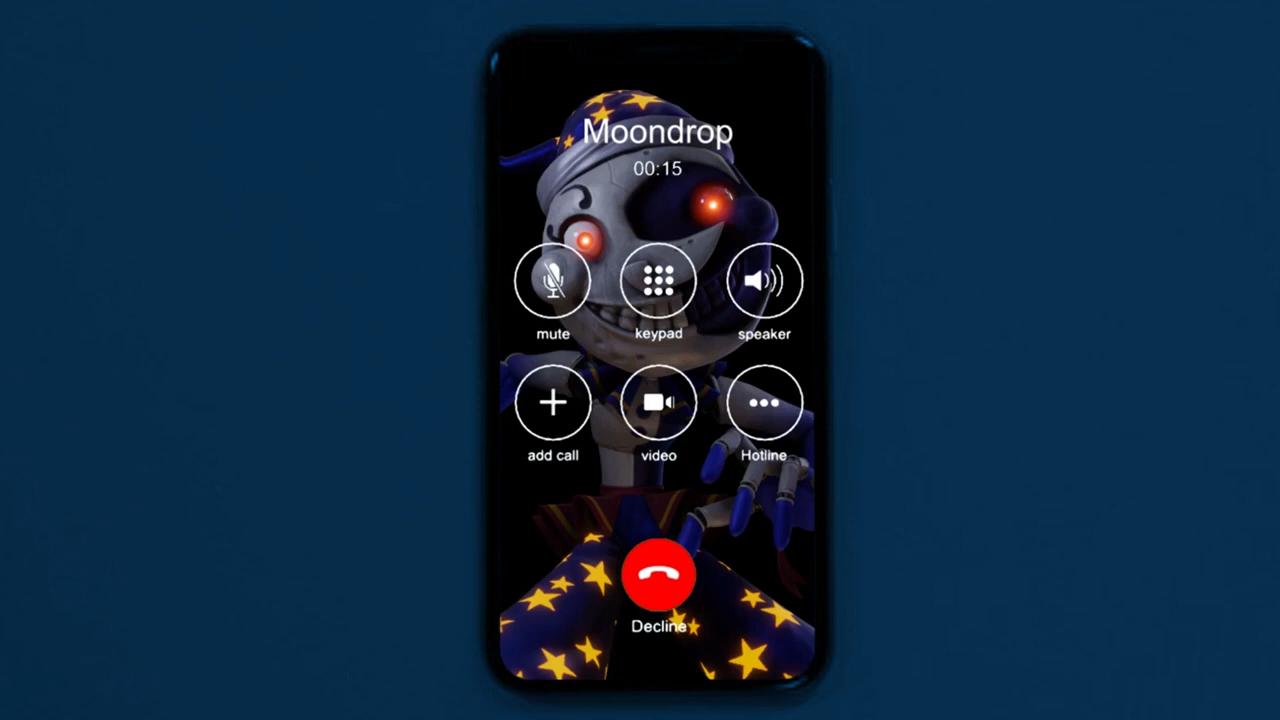 Moondrop
00:15
mute
keypad
speaker
add call
video
Hotline
Decline